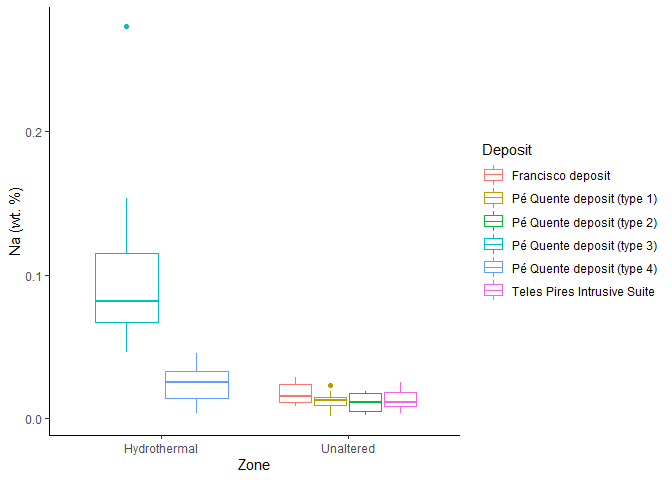 Na (wt. %)
0.2
0.1
0.0
Hydrothermal
Unaltered
Zone
Deposit
Francisco deposit
Pé Quente deposit (type 1)
Pé Quente deposit (type 2)
Pé Quente deposit (type 3)
Pé Quente deposit (type 4)
Teles Pires Intrusive Suite